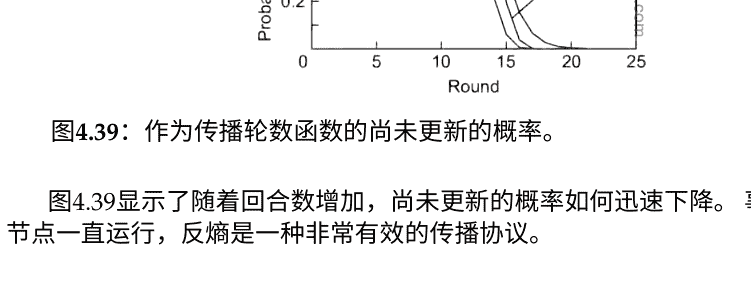 0.2
0 5 10 15 20 25
Round
图4.39：作为传播轮数函数的尚未更新的概率。
图4.39显示了随着回合数增加，尚未更新的概率如何迅速下降。
节点一直运行，反熵是一种非常有效的传播协议。